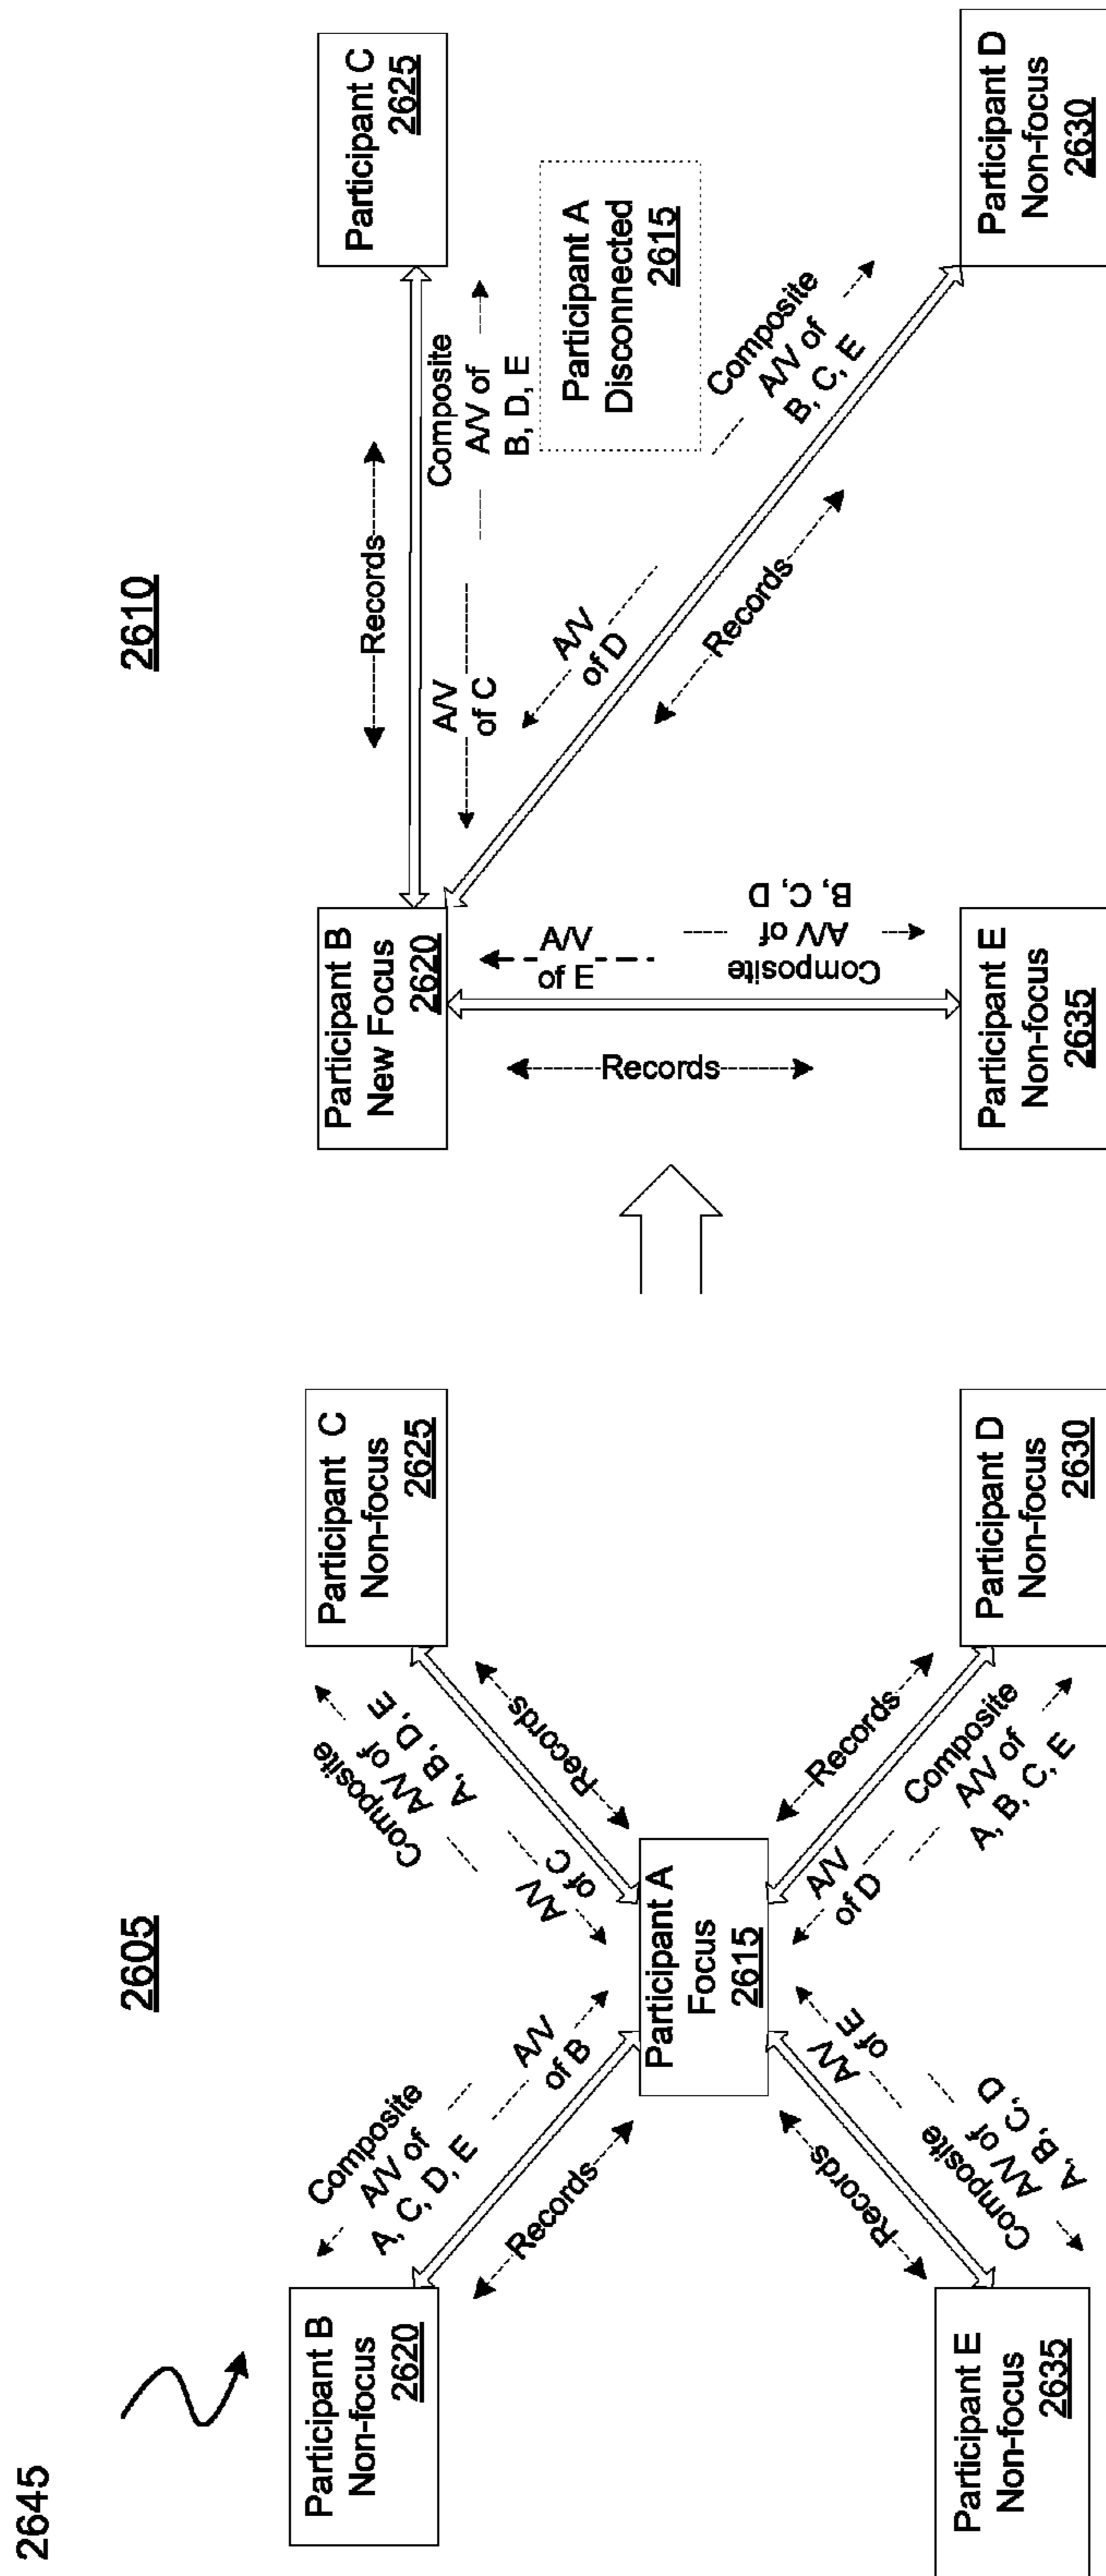 2645
2605
Participant B
Non-focus
2620
Composite
A/V of
A, C, D, E
A/V
of B
Records
Participant C
Non-focus
2625
Composite
A/V of
A, B, D, E
A/V
of C
Records
Participant A
Focus
2615
Participant E
Non-focus
2635
Records
A/V
of E
Composite
A/V of
A, B, C, D
Participant D
Non-focus
2630
Records
A/V
of D
Composite
A/V of
A, B, C, E
2610
Participant B
New Focus
2620
Records
A/V
of C
Composite
A/V of
B, D, E
Participant C
2625
Participant A
Disconnected
2615
A/V
of D
Composite
A/V of
B, C, E
Records
Records
A/V
of E
Composite
A/V of
B, C, D
Participant E
Non-focus
2635
Participant D
Non-focus
2630